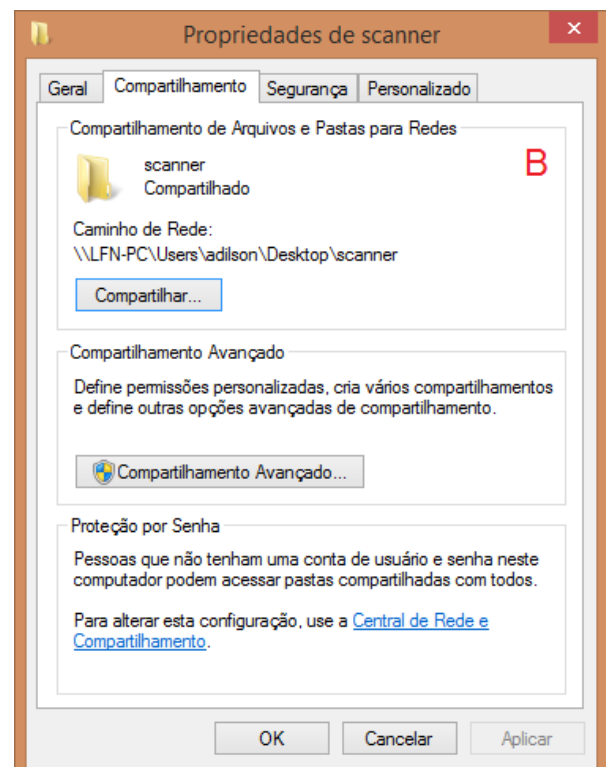 Propriedades de scanner
×
Geral Compartilhamento Segurança Personalizado
Compartilhamento de Arquivos e Pastas para Redes
B
scanner
Compartilhado
Caminho de Rede:
\\LFN-PC\Users\adilson\Desktop\scanner
Compartilhar...
Compartilhamento Avançado
Define permissões personalizadas, cria vários compartilhamentos
e define outras opções avançadas de compartilhamento.
Compartilhamento Avançado...
Proteção por Senha
Pessoas que não tenham uma conta de usuário e senha neste
computador podem acessar pastas compartilhadas com todos.
Para alterar esta configuração, use a Central de Rede e
Compartilhamento.
OK Cancelar Aplicar